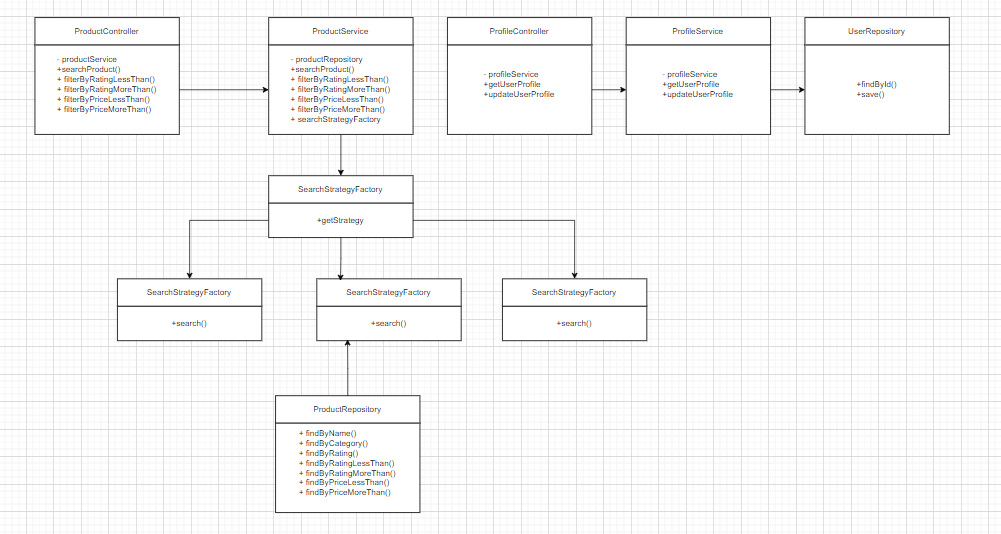 ProductController
- productService
+searchProduct()
+ filterByRatingLessThan()
+ filterByRatingMoreThan()
+ filterByPriceLessThan()
+ filterByPriceMoreThan()
ProductService
- productRepository
+searchProduct()
+ filterByRatingLessThan()
+ filterByRatingMoreThan()
+ filterByPriceLessThan()
+ filterByPriceMoreThan()
+ searchStrategyFactory
ProfileController
- profileService
+getUserProfile
+updateUserProfile
ProfileService
- profileService
+getUserProfile
+updateUserProfile
UserRepository
+findById()
+save()
SearchStrategyFactory
+getStrategy
SearchStrategyFactory
+search()
SearchStrategyFactory
+search()
SearchStrategyFactory
+search()
ProductRepository
+ findByName()
+ findByCategory()
+ findByRating()
+ findByRatingLessThan()
+ findByRatingMoreThan()
+ findByPriceLessThan()
+ findByPriceMoreThan()